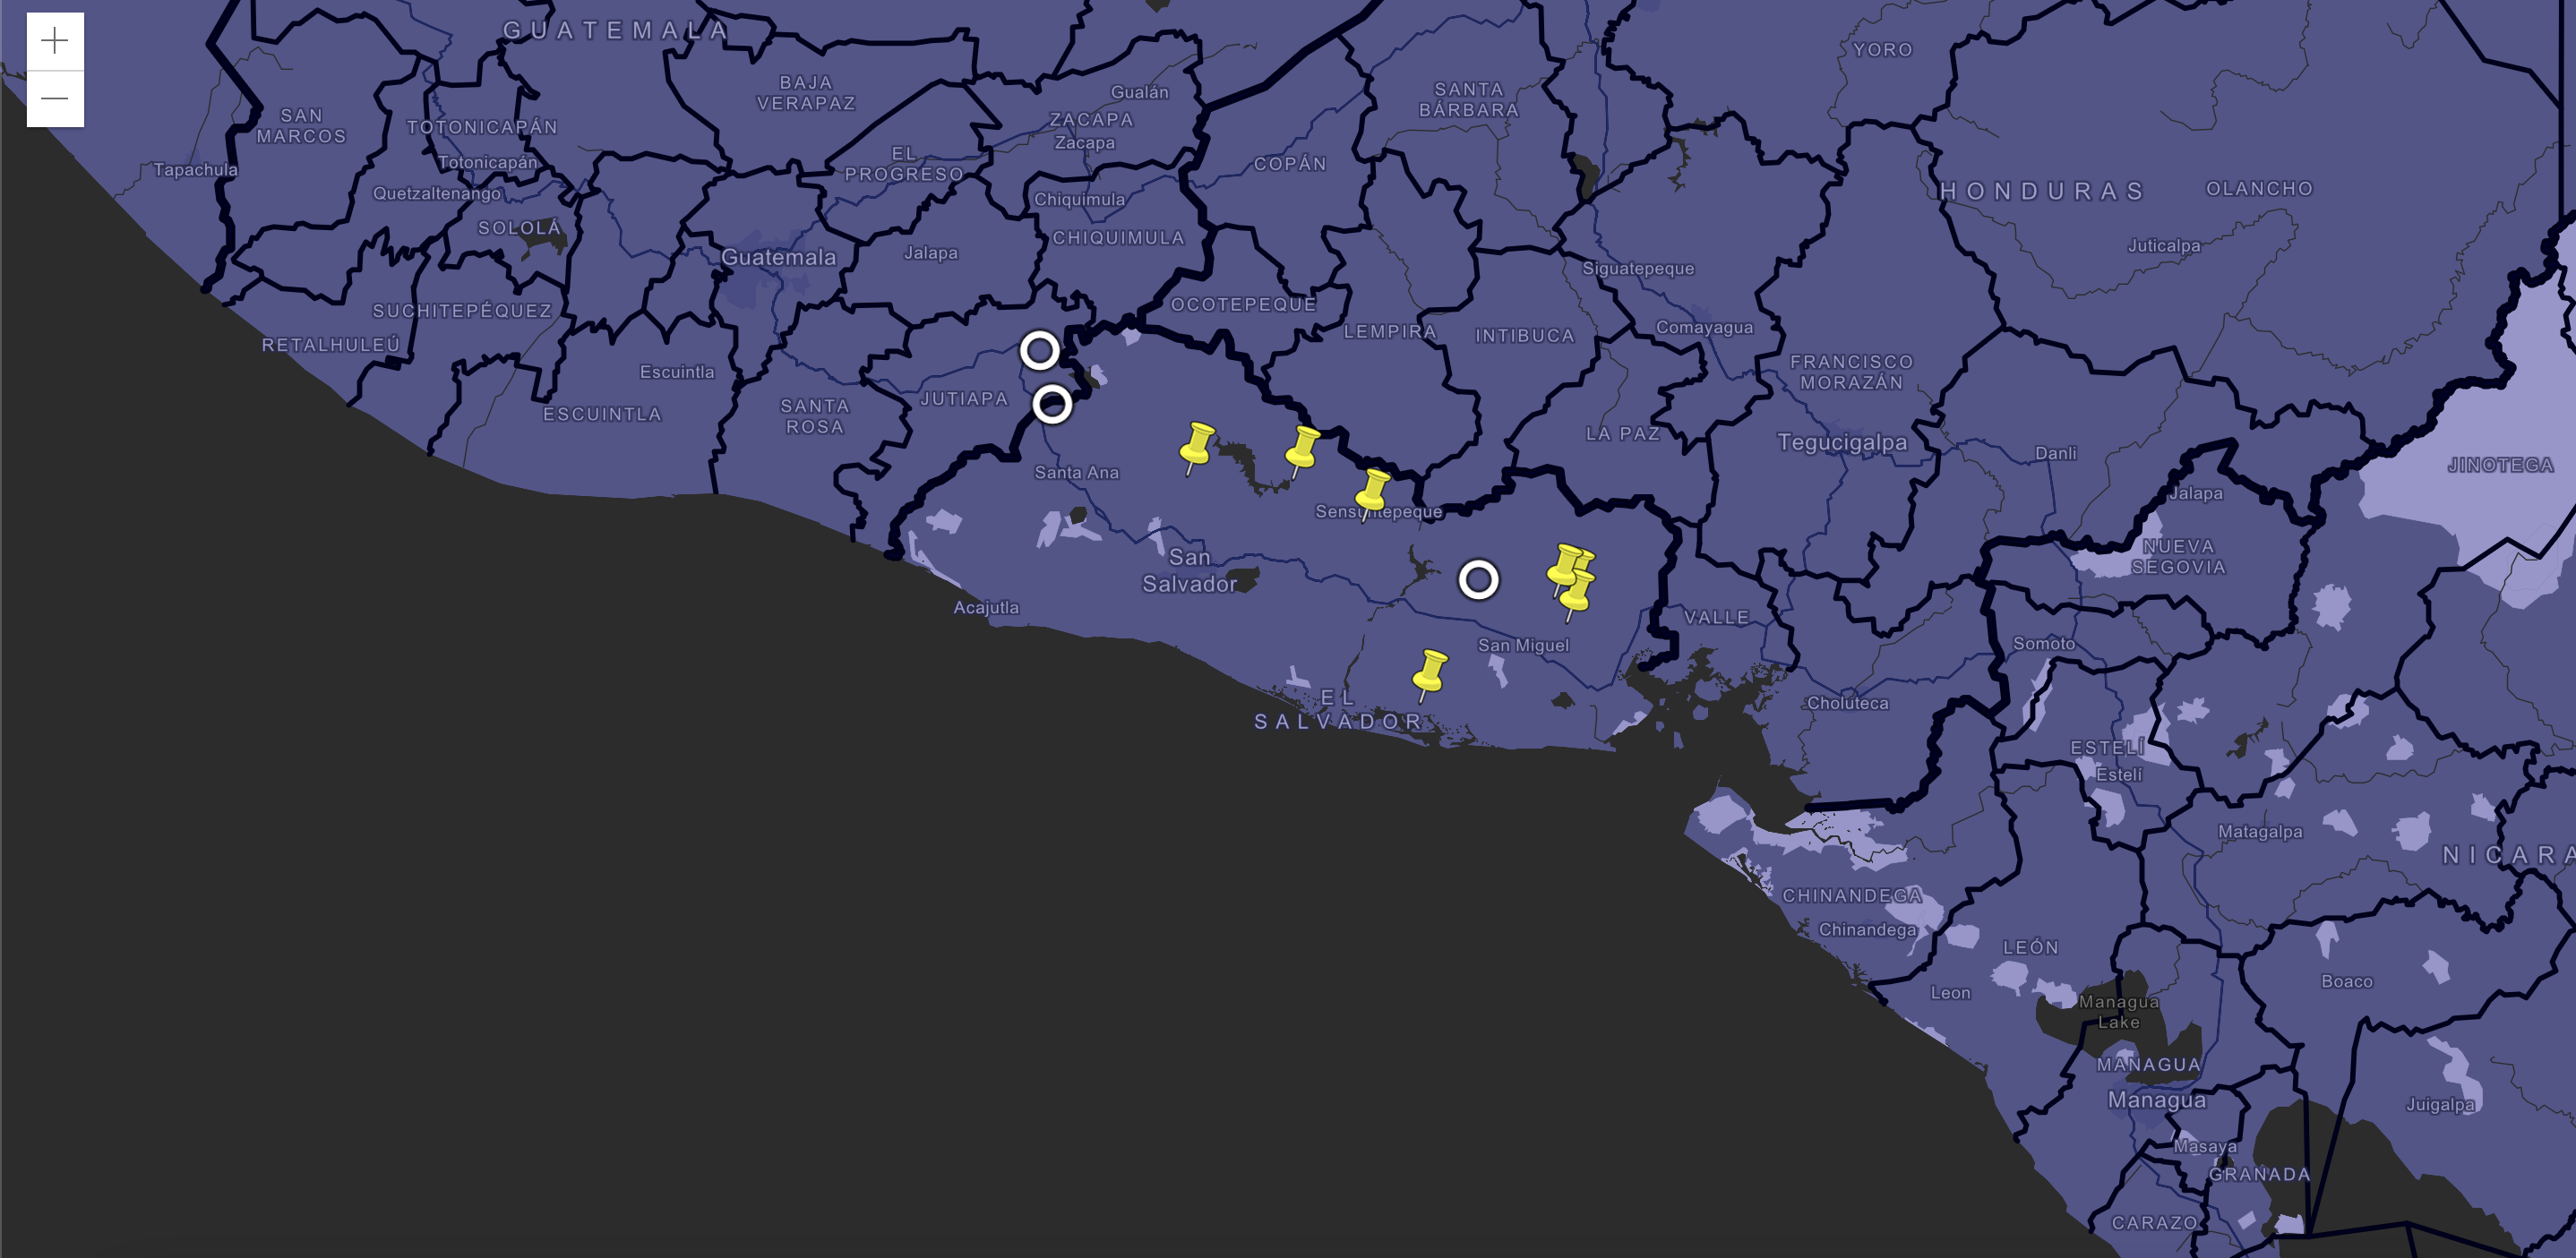 +
−
GUATEMALA
YORO
BAJA
VERAPAZ
Gualán
SANTA
BÁRBARA
SAN
MARCOS
TOTONICAPÁN
ZACAPA
Zacapa
Tapachula
Totonicapán
EL
PROGRESO
COPÁN
Quetzaltenango
Chiquimula
HONDURAS
OLANCHO
SOLOLÁ
CHIQUIMULA
Guatemala
Jalapa
Juticalpa
Siguatepeque
SUCHITEPÉQUEZ
OCOTEPEQUE
RETALHULEÚ
LEMPIRA
INTIBUCA
Comayagua
Escuintla
FRANCISCO
MORAZÁN
JUTIAPA
ESCUINTLA
SANTA
ROSA
LA PAZ
Tegucigalpa
Danli
Santa Ana
JINOTEGA
Jalapa
Sensuntepeque
San
Salvador
NUEVA
SEGOVIA
Acajutla
VALLE
San Miguel
Somoto
EL
SALVADOR
Choluteca
ESTELÍ
Estelí
Matagalpa
NICARA
CHINANDEGA
Chinandega
LEÓN
Boaco
Leon
Managua
Lake
MANAGUA
Managua
Juigalpa
Masaya
GRANADA
CARAZO